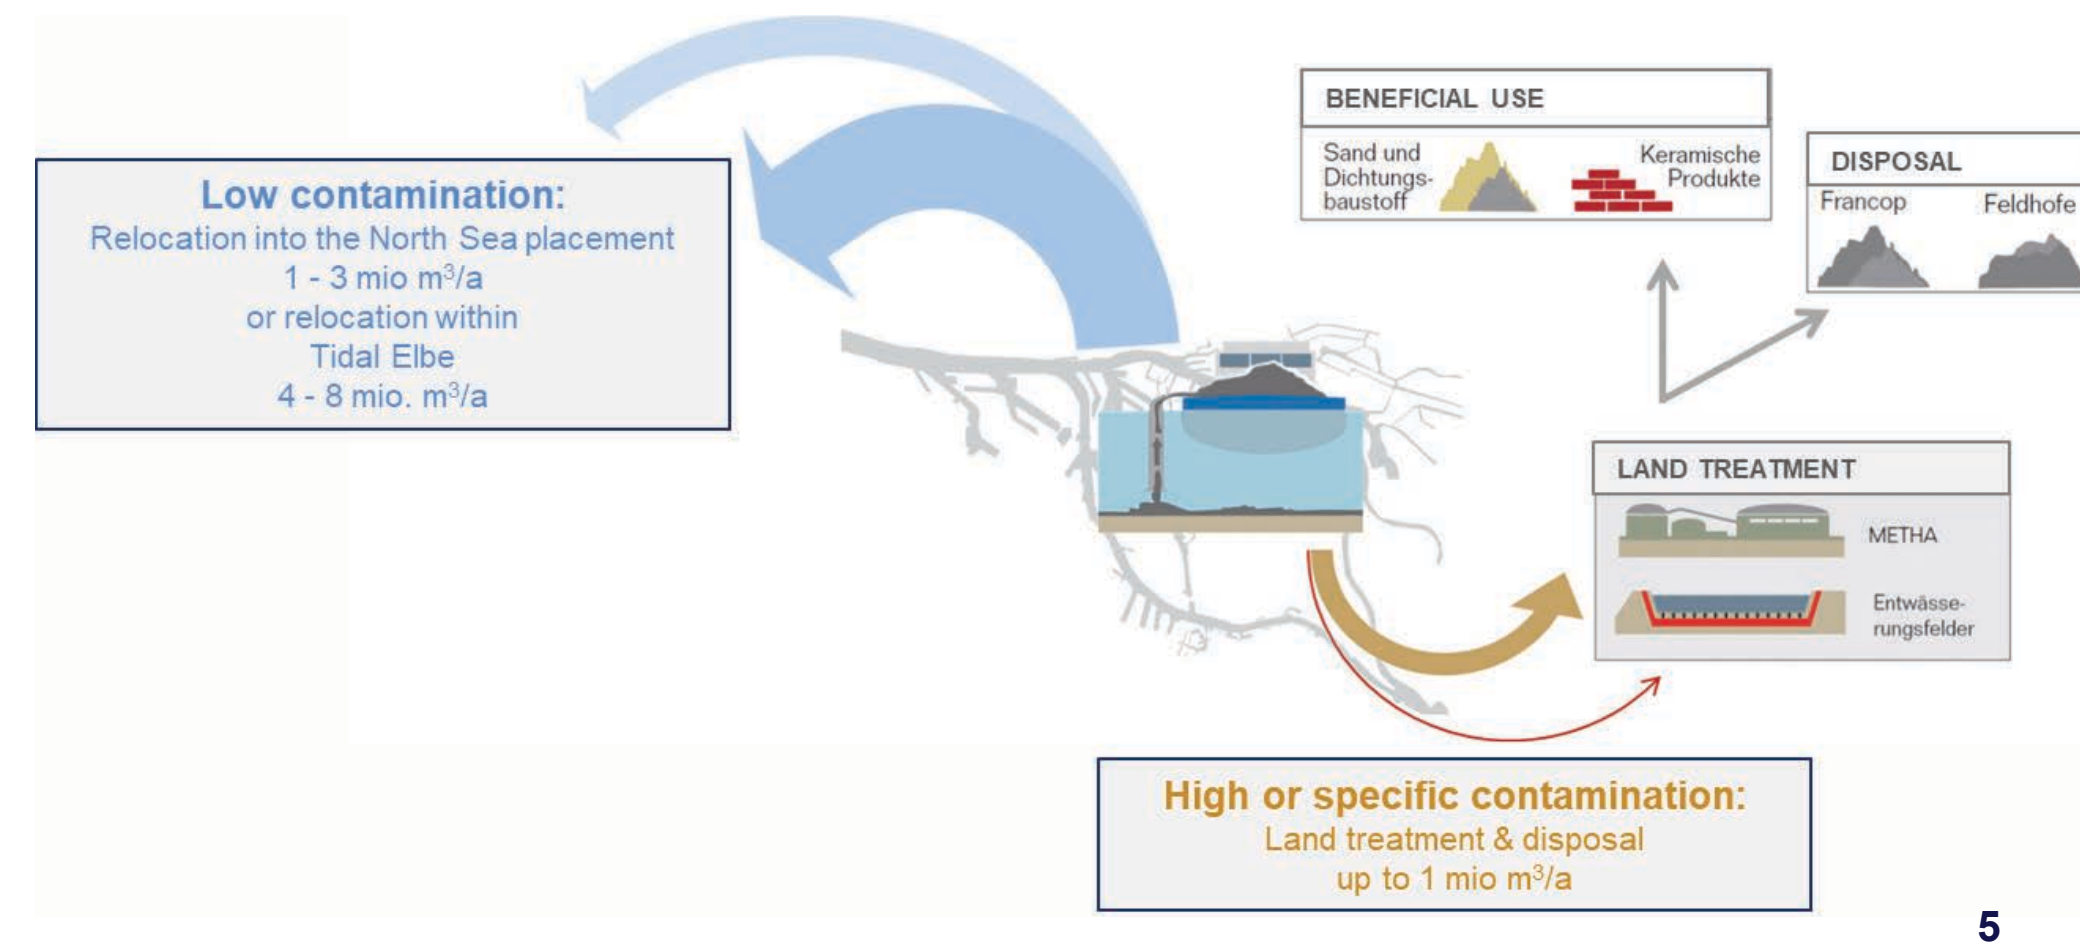 Low contamination:
Relocation into the North Sea placement
1 - 3 mio m³/a
or relocation within
Tidal Elbe
4 - 8 mio. m³/a
BENEFICIAL USE
Sand und
Dichtungs-
baustoff
Keramische
Produkte
DISPOSAL
Francop
Feldhofe
LAND TREATMENT
METHA
Entwässe-
rungsfelder
High or specific contamination:
Land treatment & disposal
up to 1 mio m³/a
5